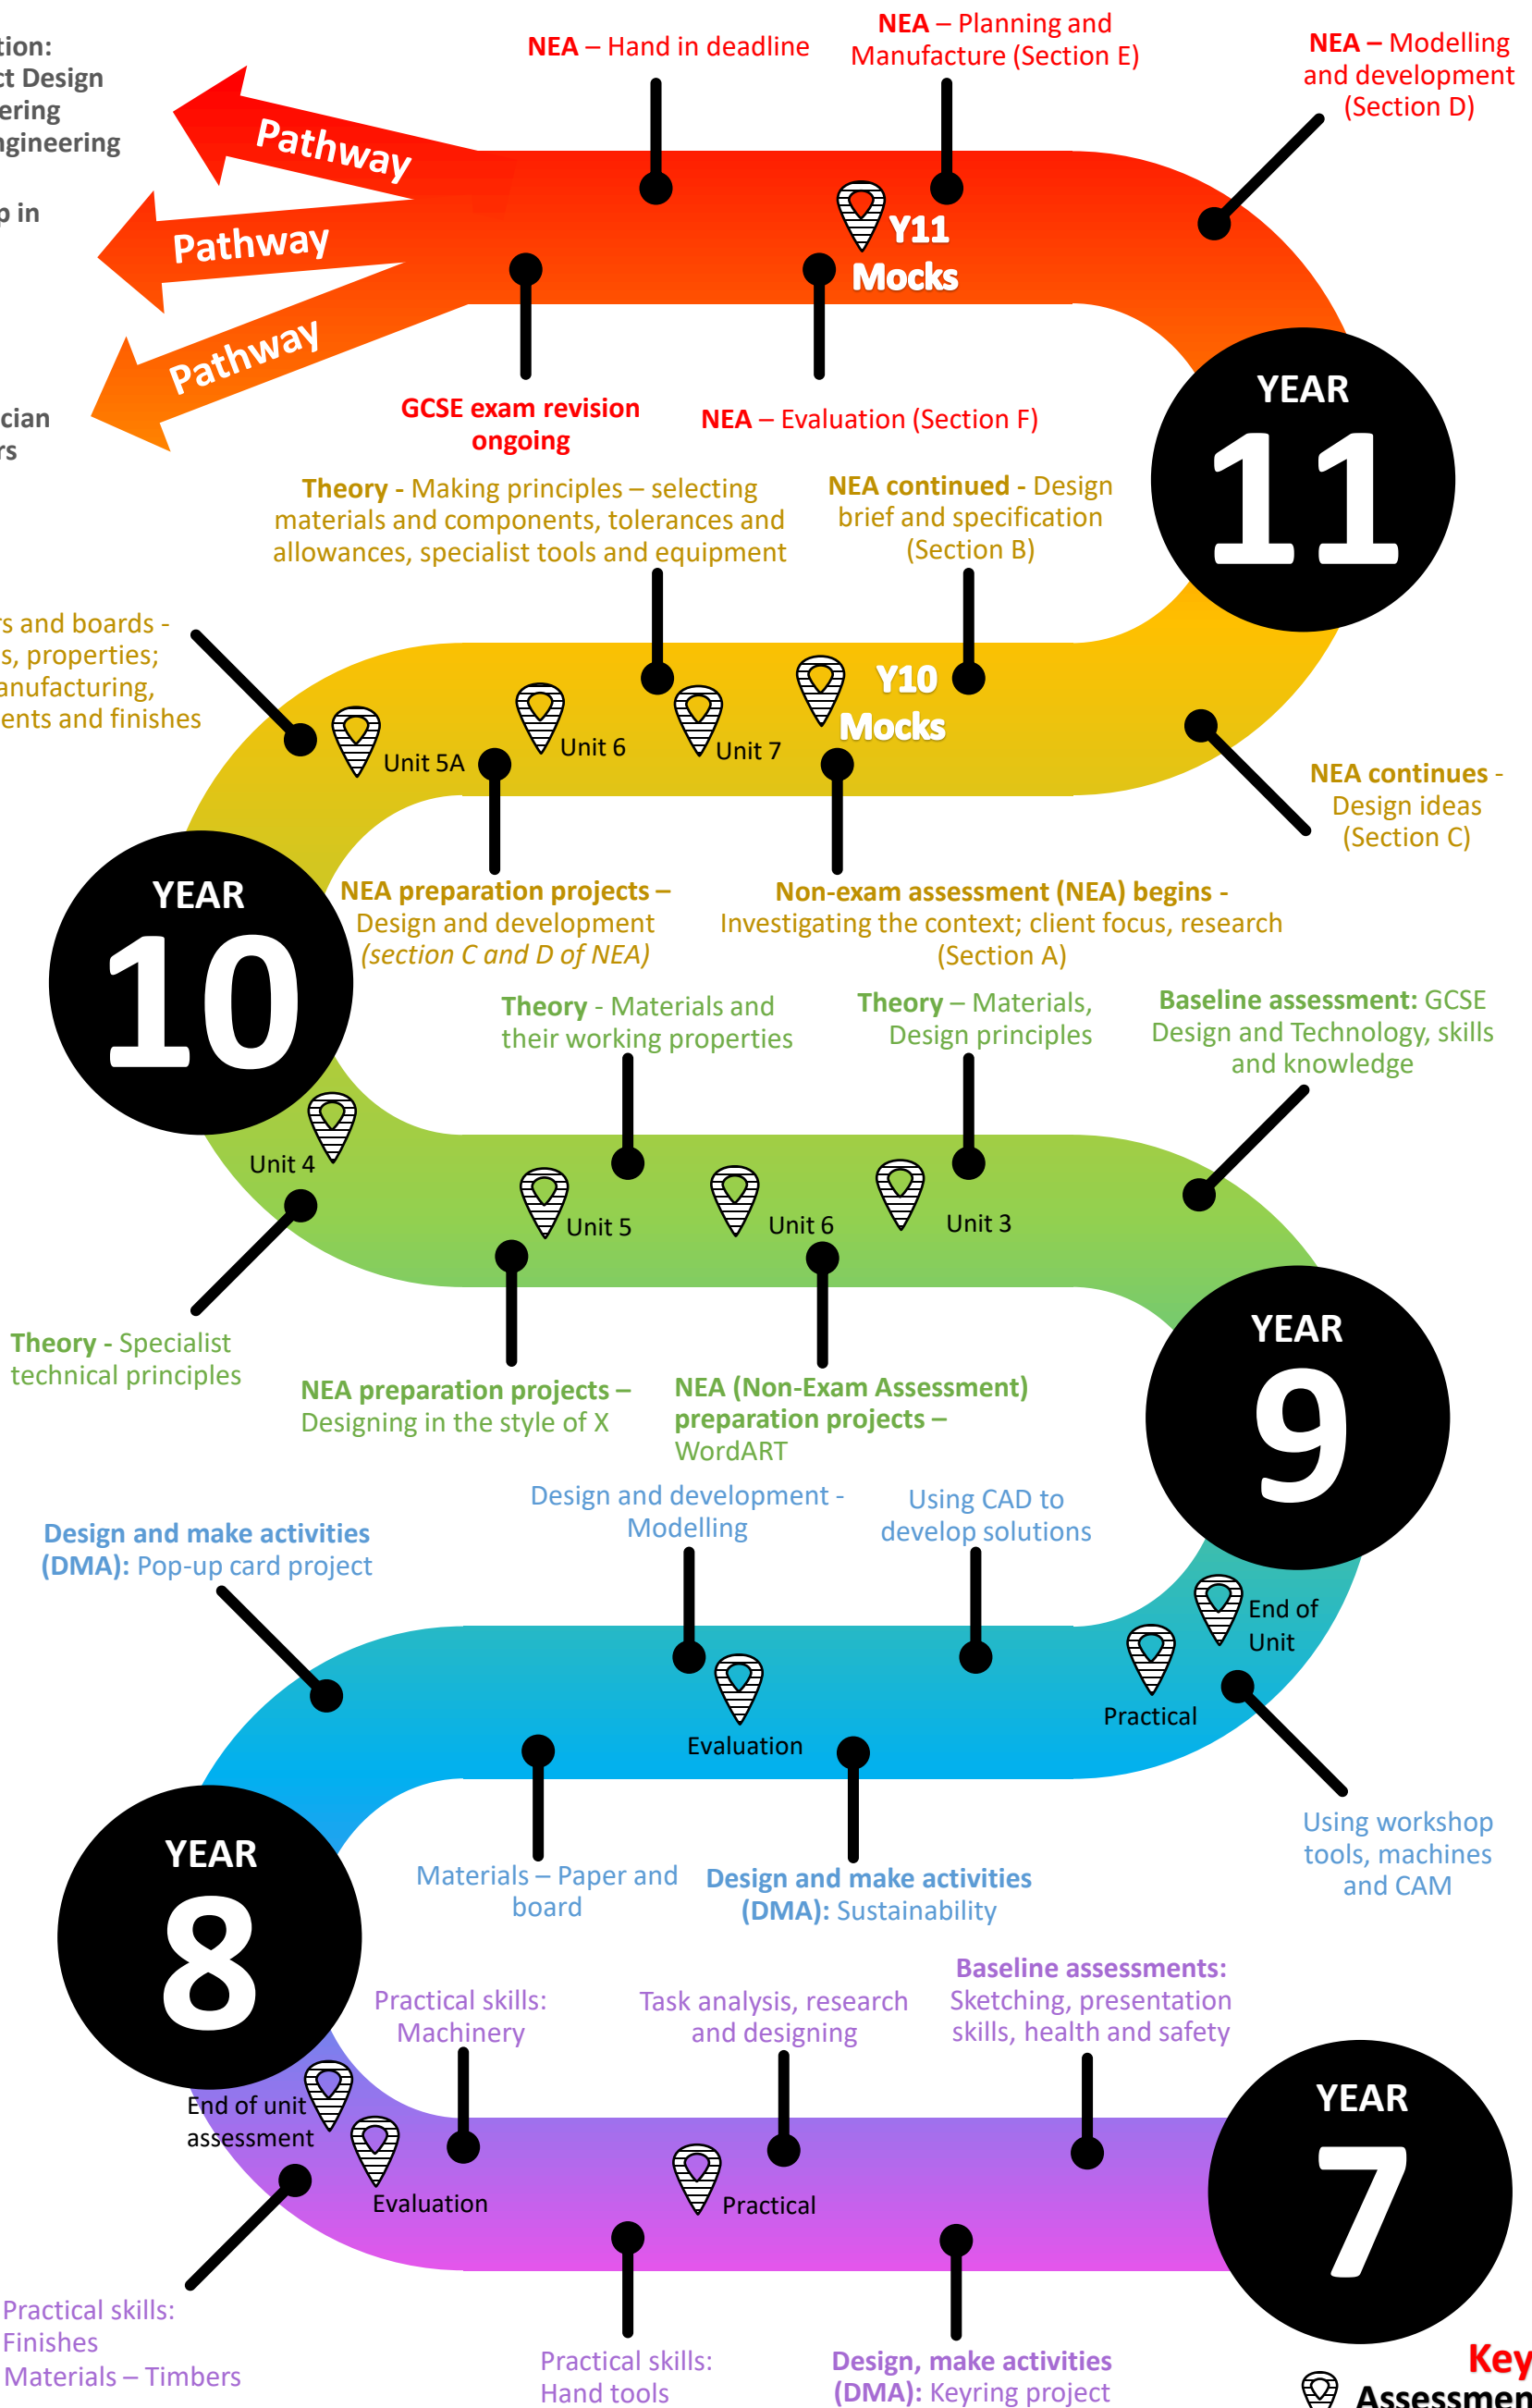 tion:
ct Design
ering
ngineering
p in
ician
rs
Pathway
Pathway
Pathway
NEA – Hand in deadline
NEA – Planning and
Manufacture (Section E)
NEA – Modelling
and development
(Section D)
Y11
Mocks
GCSE exam revision
ongoing
NEA – Evaluation (Section F)
YEAR
11
Theory - Making principles – selecting
materials and components, tolerances and
allowances, specialist tools and equipment
NEA continued - Design
brief and specification
(Section B)
rs and boards -
s, properties;
anufacturing,
ents and finishes
Unit 5A
Unit 6
Unit 7
Y10
Mocks
NEA continues -
Design ideas
(Section C)
YEAR
10
NEA preparation projects –
Design and development
(section C and D of NEA)
Non-exam assessment (NEA) begins -
Investigating the context; client focus, research
(Section A)
Theory - Materials and
their working properties
Theory – Materials,
Design principles
Baseline assessment: GCSE
Design and Technology, skills
and knowledge
Unit 4
Unit 5
Unit 6
Unit 3
Theory - Specialist
technical principles
NEA preparation projects –
Designing in the style of X
NEA (Non-Exam Assessment)
preparation projects –
WordART
YEAR
9
Design and make activities
(DMA): Pop-up card project
Design and development -
Modelling
Using CAD to
develop solutions
End of
Unit
Practical
Evaluation
Using workshop
tools, machines
and CAM
Materials – Paper and
board
Design and make activities
(DMA): Sustainability
YEAR
8
Practical skills:
Machinery
Task analysis, research
and designing
Baseline assessments:
Sketching, presentation
skills, health and safety
End of unit
assessment
Evaluation
Practical
YEAR
7
Practical skills:
Finishes
Materials – Timbers
Practical skills:
Hand tools
Design, make activities
(DMA): Keyring project
Key
Assessmen